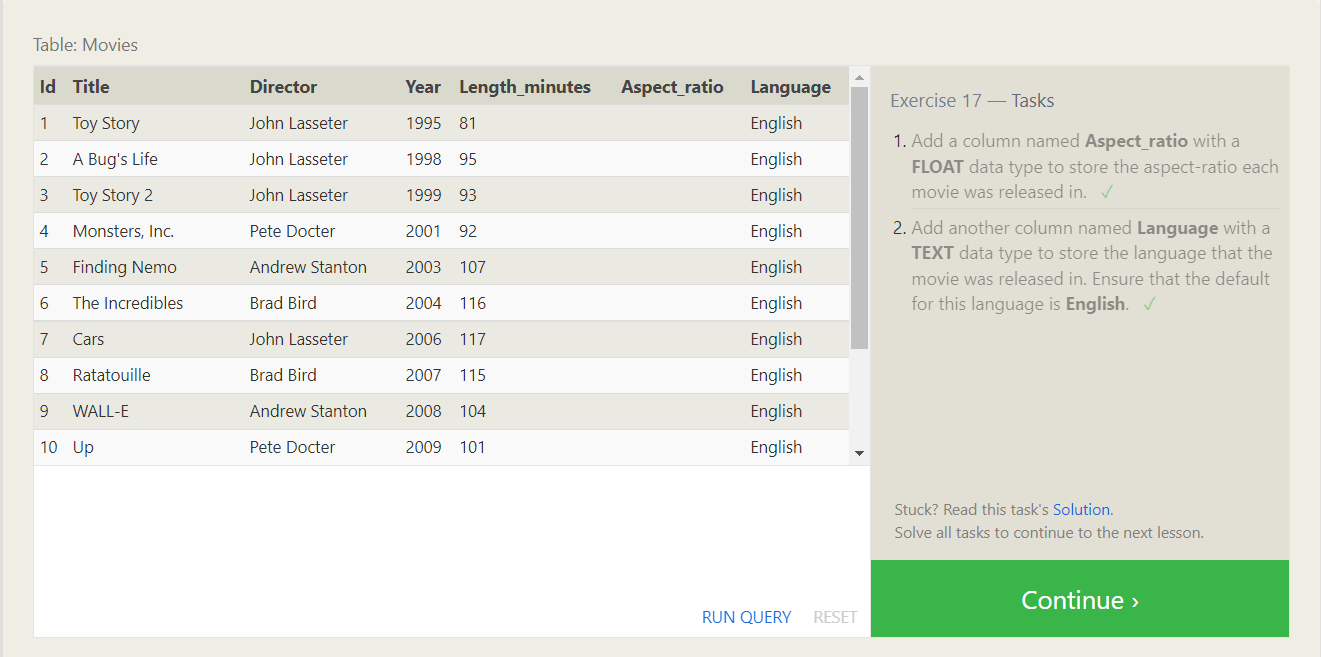 Table: Movies
Id Title Director Year Length_minutes Aspect_ratio Language
1 Toy Story John Lasseter 1995 81 English
2 A Bug's Life John Lasseter 1998 95 English
3 Toy Story 2 John Lasseter 1999 93 English
4 Monsters, Inc. Pete Docter 2001 92 English
5 Finding Nemo Andrew Stanton 2003 107 English
6 The Incredibles Brad Bird 2004 116 English
7 Cars John Lasseter 2006 117 English
8 Ratatouille Brad Bird 2007 115 English
9 WALL-E Andrew Stanton 2008 104 English
10 Up Pete Docter 2009 101 English
RUN QUERY RESET
Exercise 17 — Tasks
1. Add a column named Aspect_ratio with a
FLOAT data type to store the aspect-ratio each
movie was released in. ✓
2. Add another column named Language with a
TEXT data type to store the language that the
movie was released in. Ensure that the default
for this language is English. ✓
Stuck? Read this task's Solution.
Solve all tasks to continue to the next lesson.
Continue ›